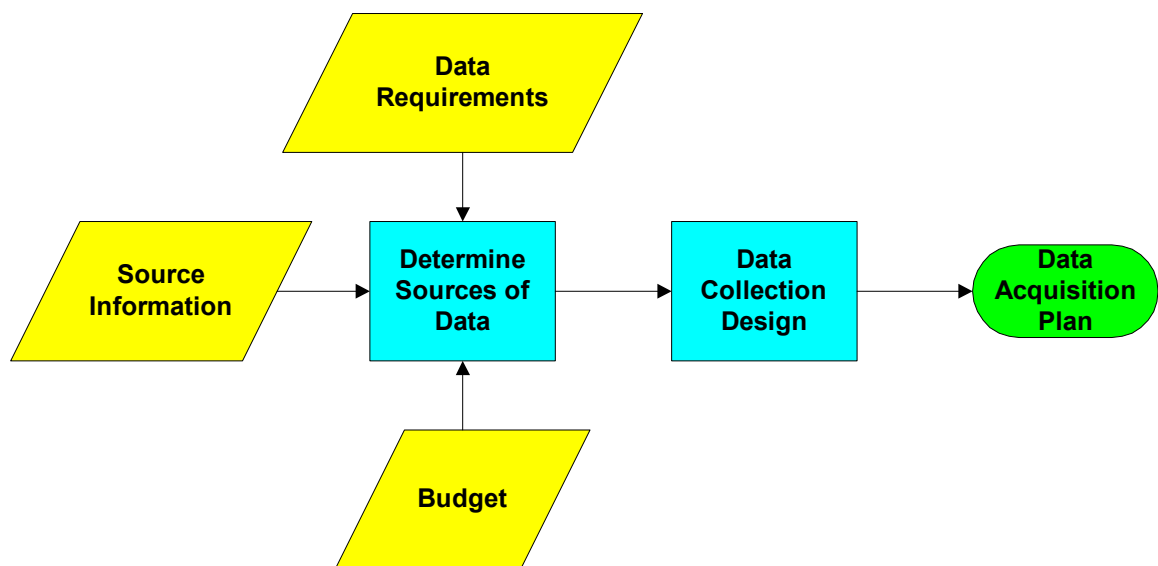 Data
Requirements
Source
Information
Determine
Sources of
Data
Data
Collection
Design
Data
Acquisition
Plan
Budget